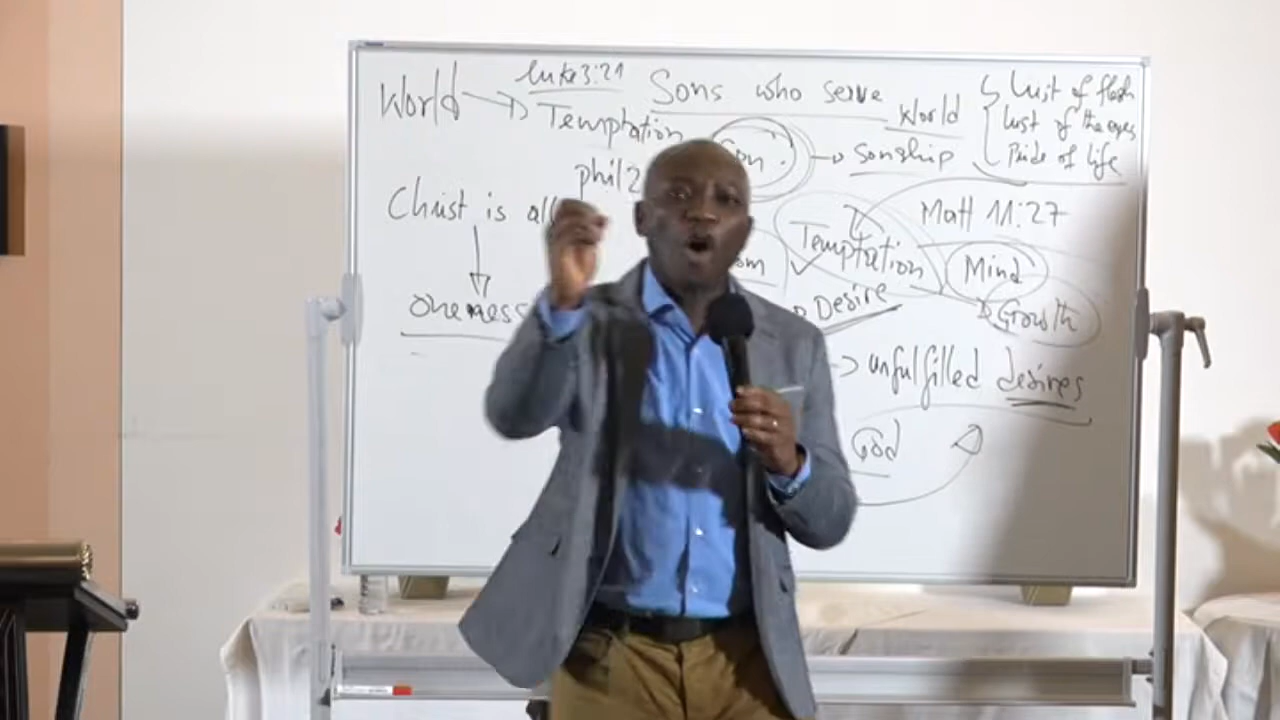 World → Temptation
Luke 3:21
Sons who serve
World
Lust of flesh
Lust of the eyes
Pride of life
Son → Sonship
phil 2
Christ is all
Matt 11:27
Temptation
Mind
oneness
Desire
Growth
→ unfulfilled desires
God